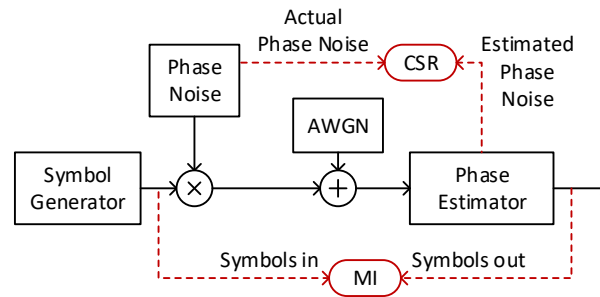 Actual
Phase Noise
CSR
Estimated
Phase
Noise
Phase
Noise
AWGN
Symbol
Generator
×
+
Phase
Estimator
Symbols in
MI
Symbols out